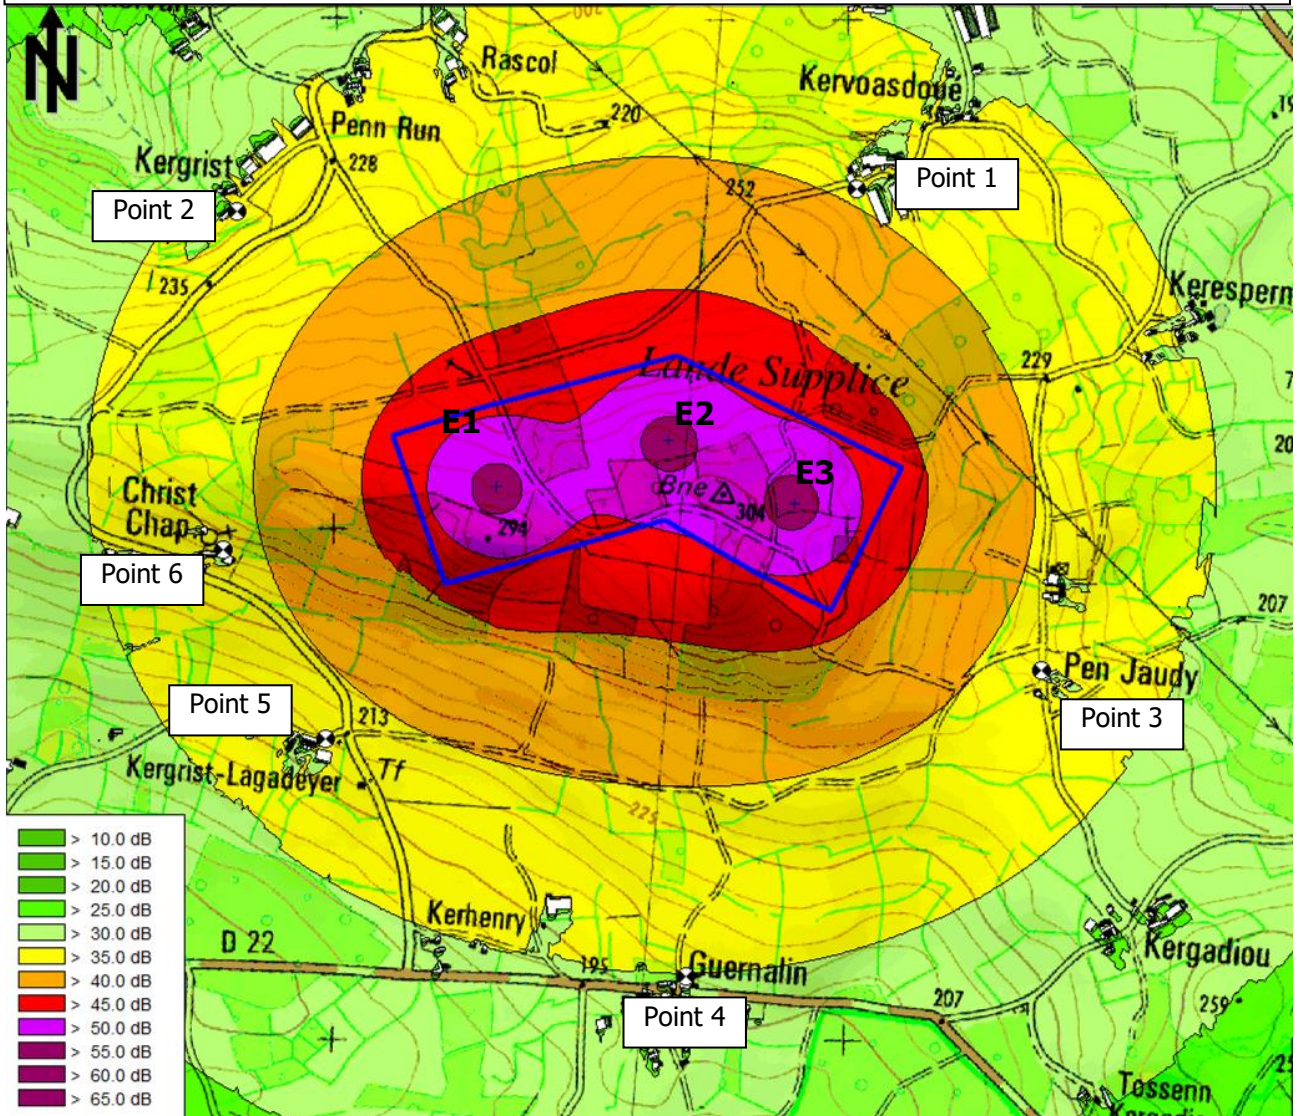 N
200
Rascol
220
Kervoasdoué
Penn Run
228
Kergrist
Point 2
252
Point 1
235
Kerespern
229
Lande Supplice
E1
E2
E3
Bne
304
294
20
Christ
Chap.
Point 6
207
Pen Jaudy
Point 3
Point 5
213
Kergrist-Lagadeyer
Tf
225
> 10.0 dB
> 15.0 dB
> 20.0 dB
> 25.0 dB
> 30.0 dB
> 35.0 dB
> 40.0 dB
> 45.0 dB
> 50.0 dB
> 55.0 dB
> 60.0 dB
> 65.0 dB
Kerhenry
D 22
195
Guernalin
Point 4
207
Kergadiou
259
Tossenn